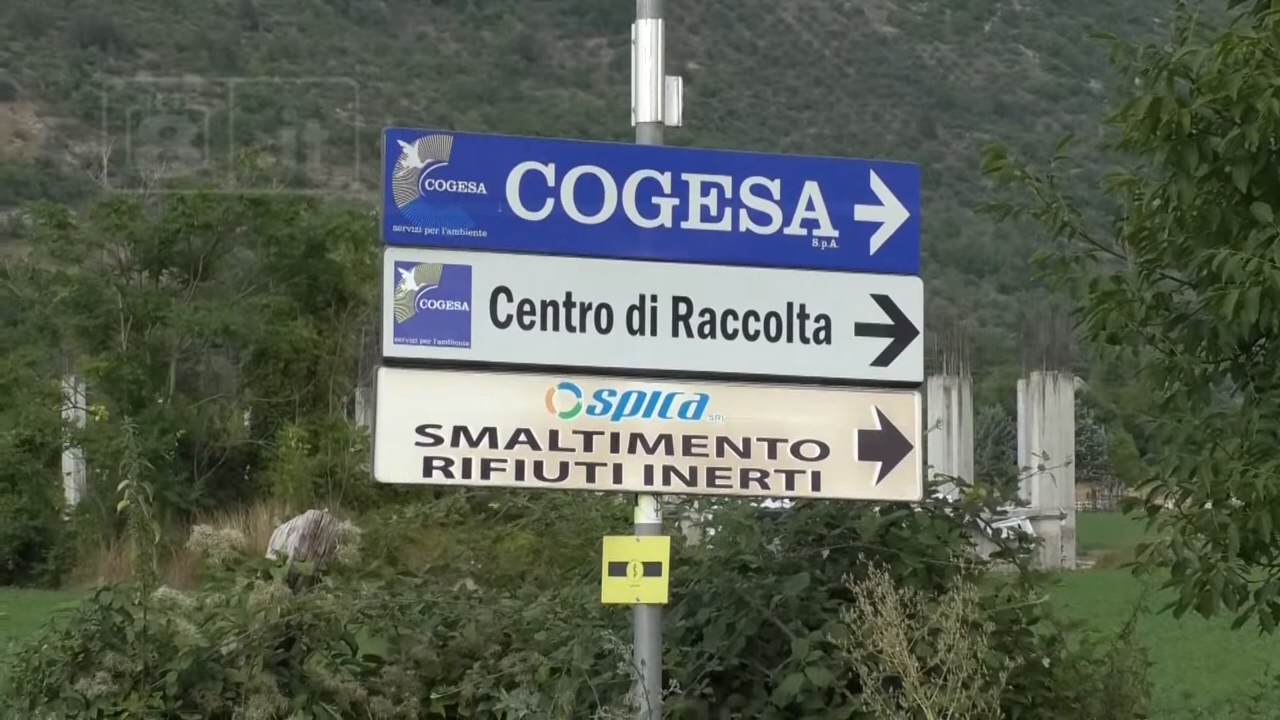 COGESA
servizi per l'ambiente
COGESA
S.p.A.
COGESA
servizi per l'ambiente
Centro di Raccolta
spica SRL
SMALTIMENTO
RIFIUTI INERTI